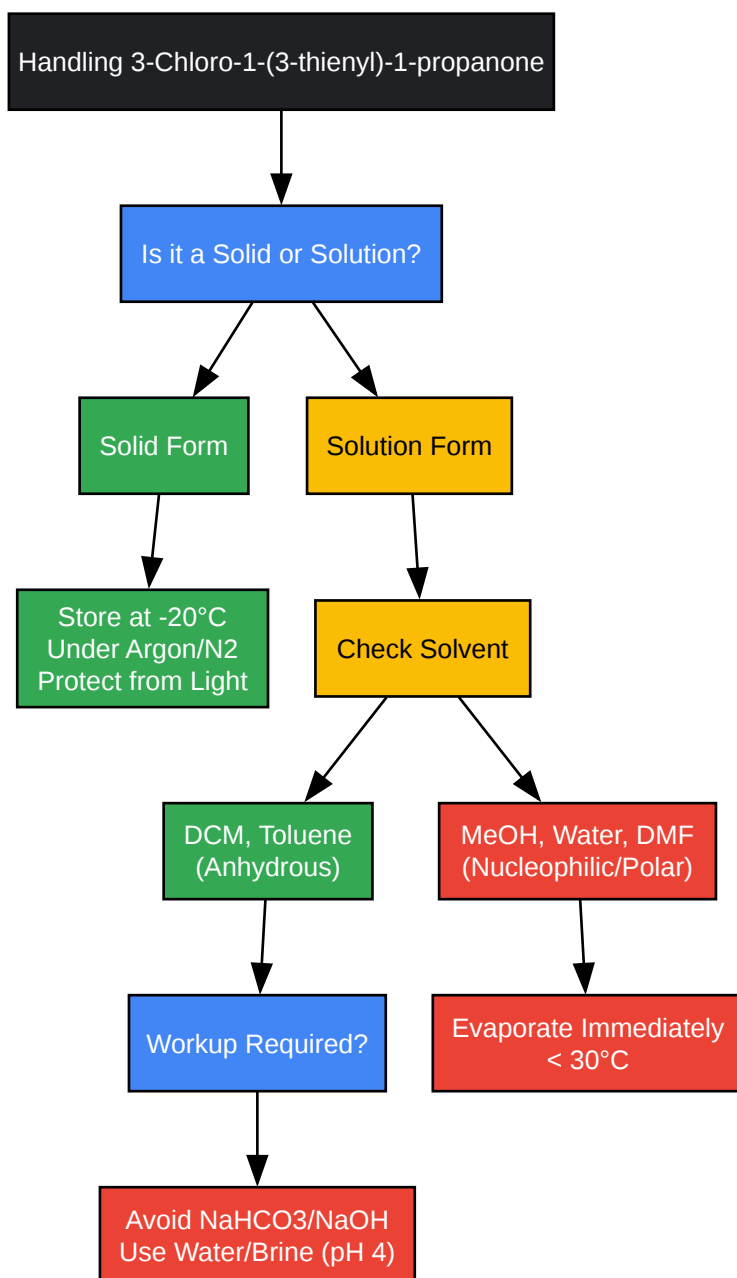 Handling 3-Chloro-1-(3-thienyl)-1-propanone
Is it a Solid or Solution?
Solid Form
Solution Form
Store at -20°C
Under Argon/N2
Protect from Light
Check Solvent
DCM, Toluene
(Anhydrous)
MeOH, Water, DMF
(Nucleophilic/Polar)
Workup Required?
Evaporate Immediately
< 30°C
Avoid NaHCO3/NaOH
Use Water/Brine (pH 4)